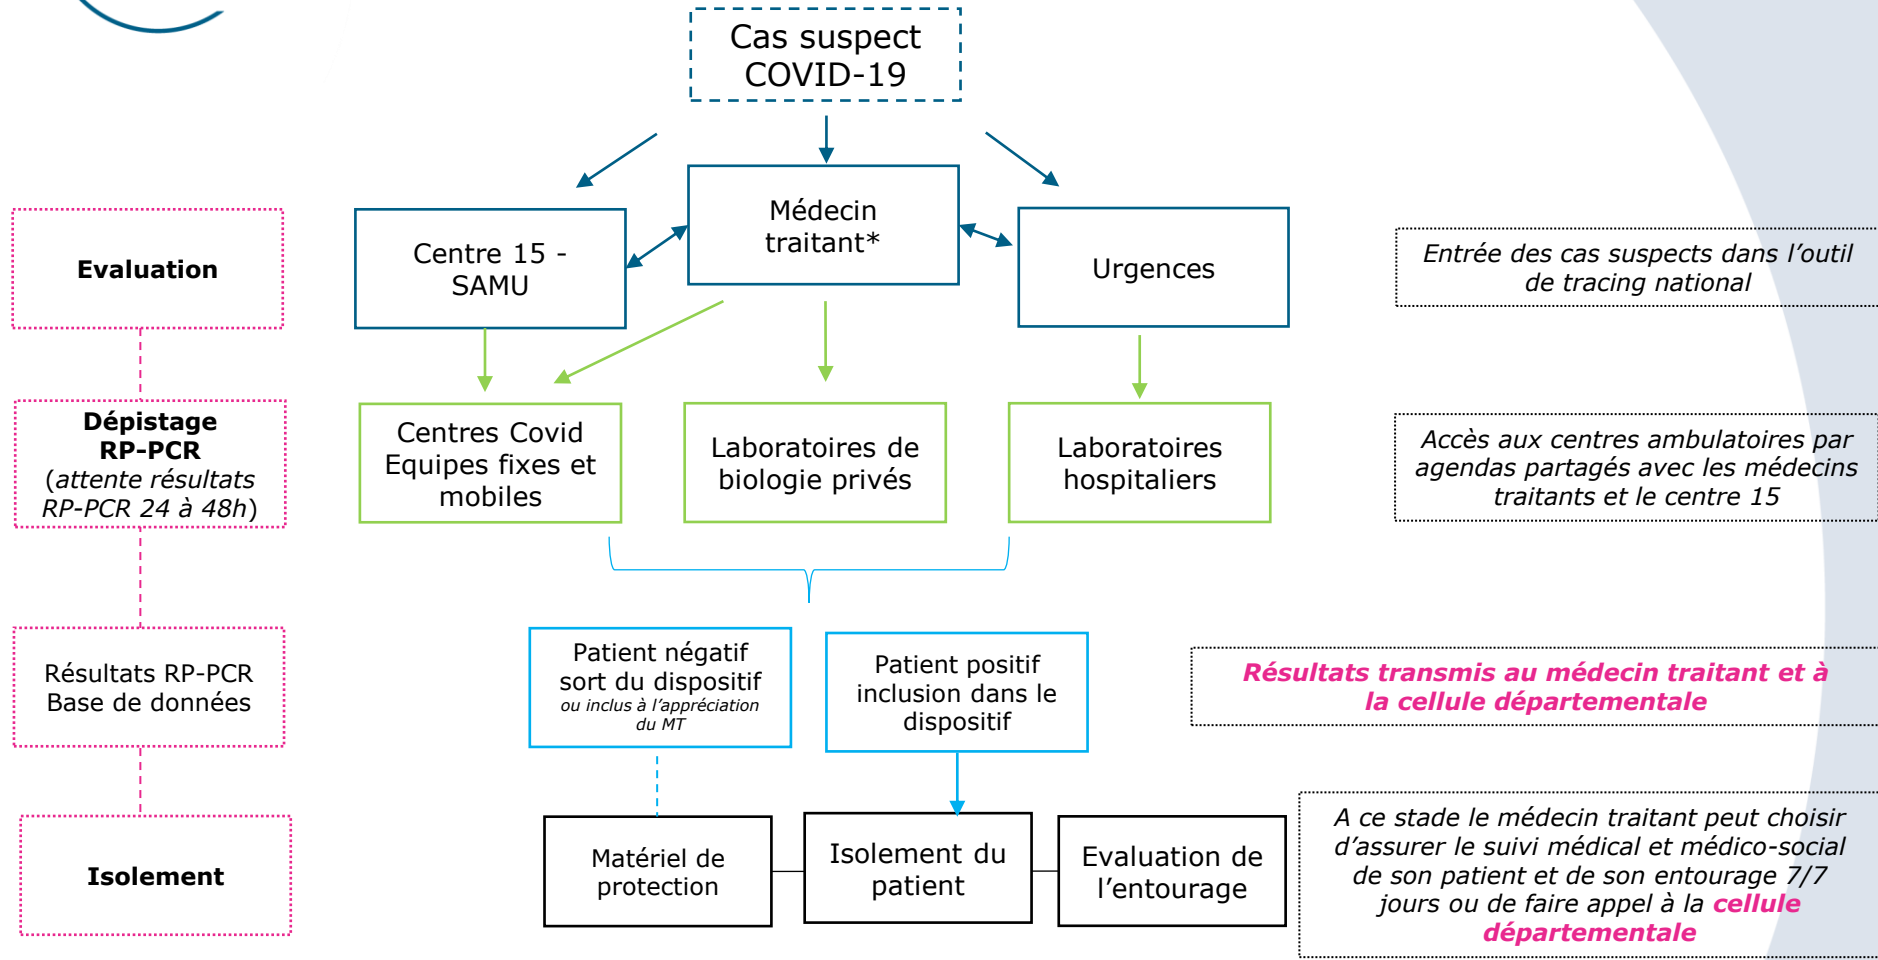 Cas suspect
COVID-19
Evaluation
Centre 15 -
SAMU
Médecin
traitant*
Urgences
Entrée des cas suspects dans l’outil
de tracing national
Dépistage
RP-PCR
(attente résultats
RP-PCR 24 à 48h)
Centres Covid
Equipes fixes et
mobiles
Laboratoires de
biologie privés
Laboratoires
hospitaliers
Accès aux centres ambulatoires par
agendas partagés avec les médecins
traitants et le centre 15
Résultats RP-PCR
Base de données
Patient négatif
sort du dispositif
ou inclus à l’appréciation
du MT
Patient positif
inclusion dans le
dispositif
Résultats transmis au médecin traitant et à
la cellule départementale
Isolement
Matériel de
protection
Isolement du
patient
Evaluation de
l’entourage
A ce stade le médecin traitant peut choisir
d’assurer le suivi médical et médico-social
de son patient et de son entourage 7/7
jours ou de faire appel à la cellule
départementale